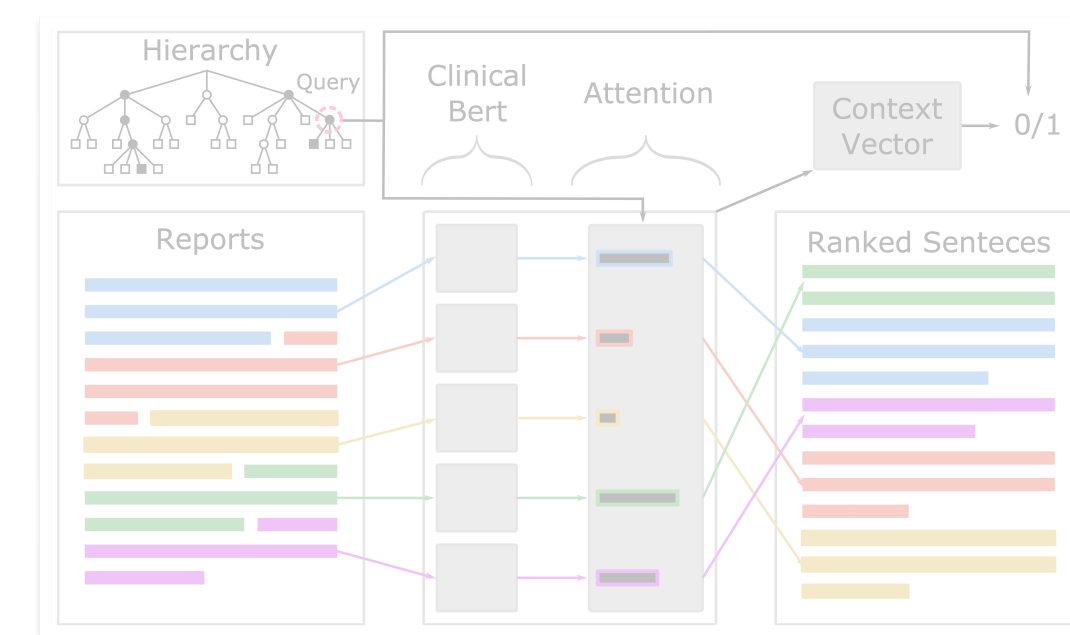 Hierarchy
Query
Clinical
Bert
Attention
Context
Vector
0/1
Reports
Ranked Senteces